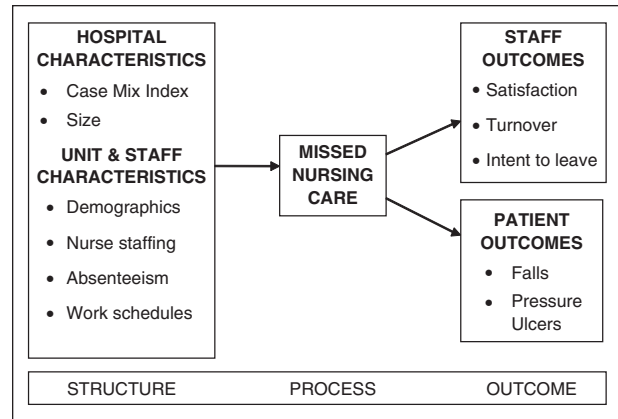 HOSPITAL
CHARACTERISTICS
• Case Mix Index
• Size
UNIT & STAFF
CHARACTERISTICS
• Demographics
• Nurse staffing
• Absenteeism
• Work schedules
MISSED
NURSING
CARE
STAFF
OUTCOMES
• Satisfaction
• Turnover
• Intent to leave
PATIENT
OUTCOMES
• Falls
• Pressure
Ulcers
STRUCTURE PROCESS OUTCOME